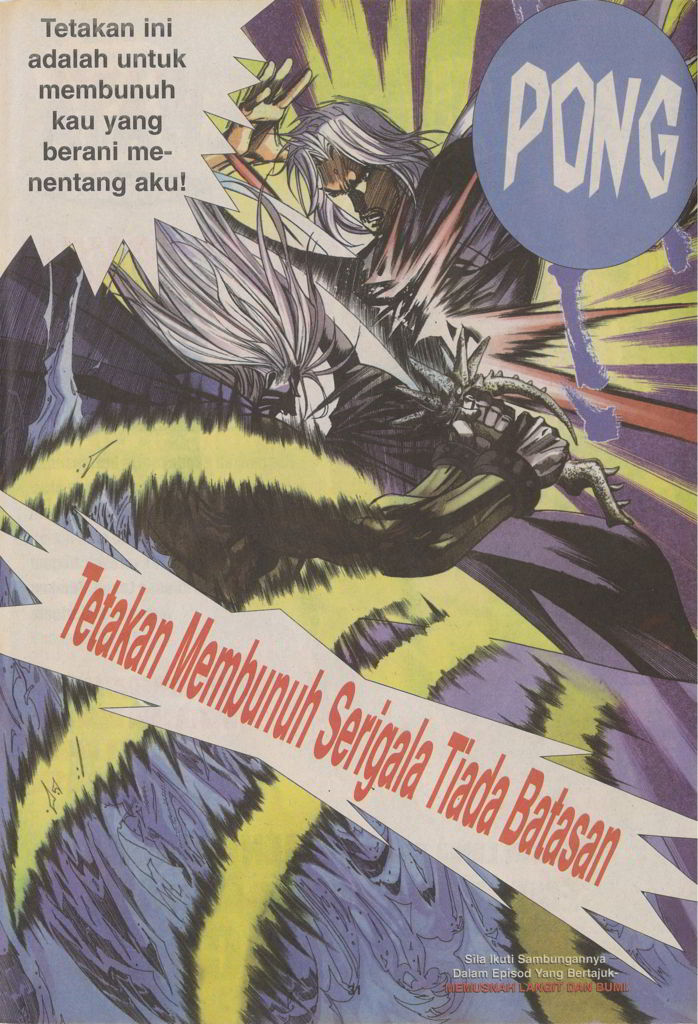 Tetakan ini
adalah untuk
membunuh
kau yang
berani me-
nentang aku!
PONG
Tetakan Membunuh Serigala Tiada Batasan
Sila Ikuti Sambungannya
Dalam Episod Yang Bertajuk-
MEMUSNAH LANGIT DAN BUMI.
31